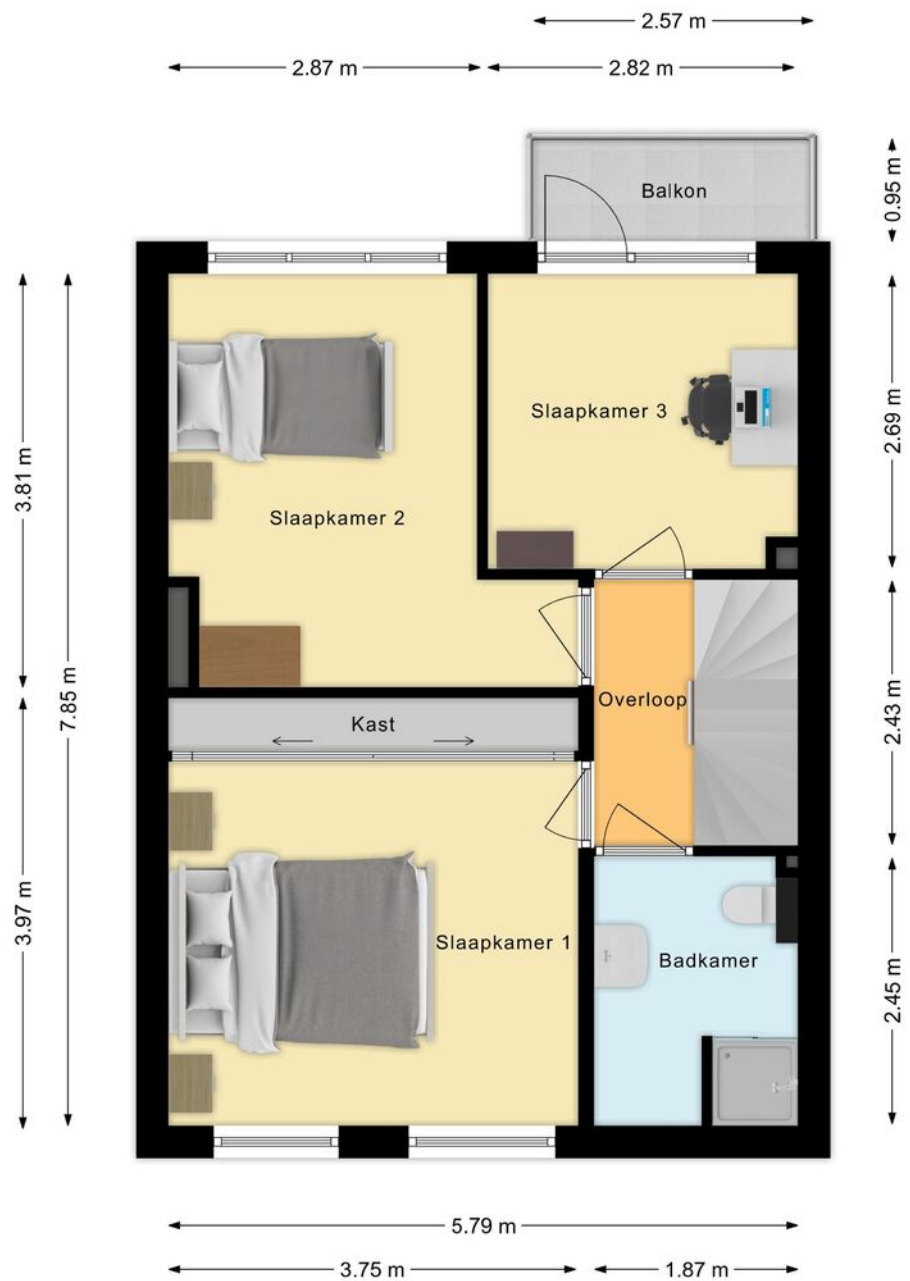 2.57 m
2.87 m
2.82 m
0.95 m
Balkon
Slaapkamer 3
2.69 m
3.81 m
Slaapkamer 2
7.85 m
Overloop
2.43 m
Kast
3.97 m
Slaapkamer 1
Badkamer
2.45 m
5.79 m
3.75 m
1.87 m